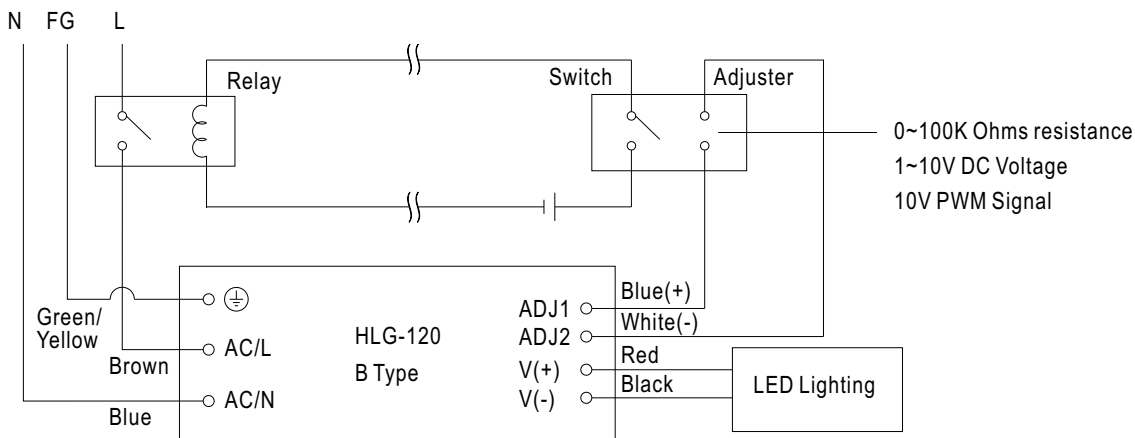 N FG L
Relay
Switch
Adjuster
0~100K Ohms resistance
1~10V DC Voltage
10V PWM Signal
Green/
Yellow
Brown
Blue
AC/L
AC/N
HLG-120
B Type
ADJ1
ADJ2
V(+)
V(-)
Blue(+)
White(-)
Red
Black
LED Lighting